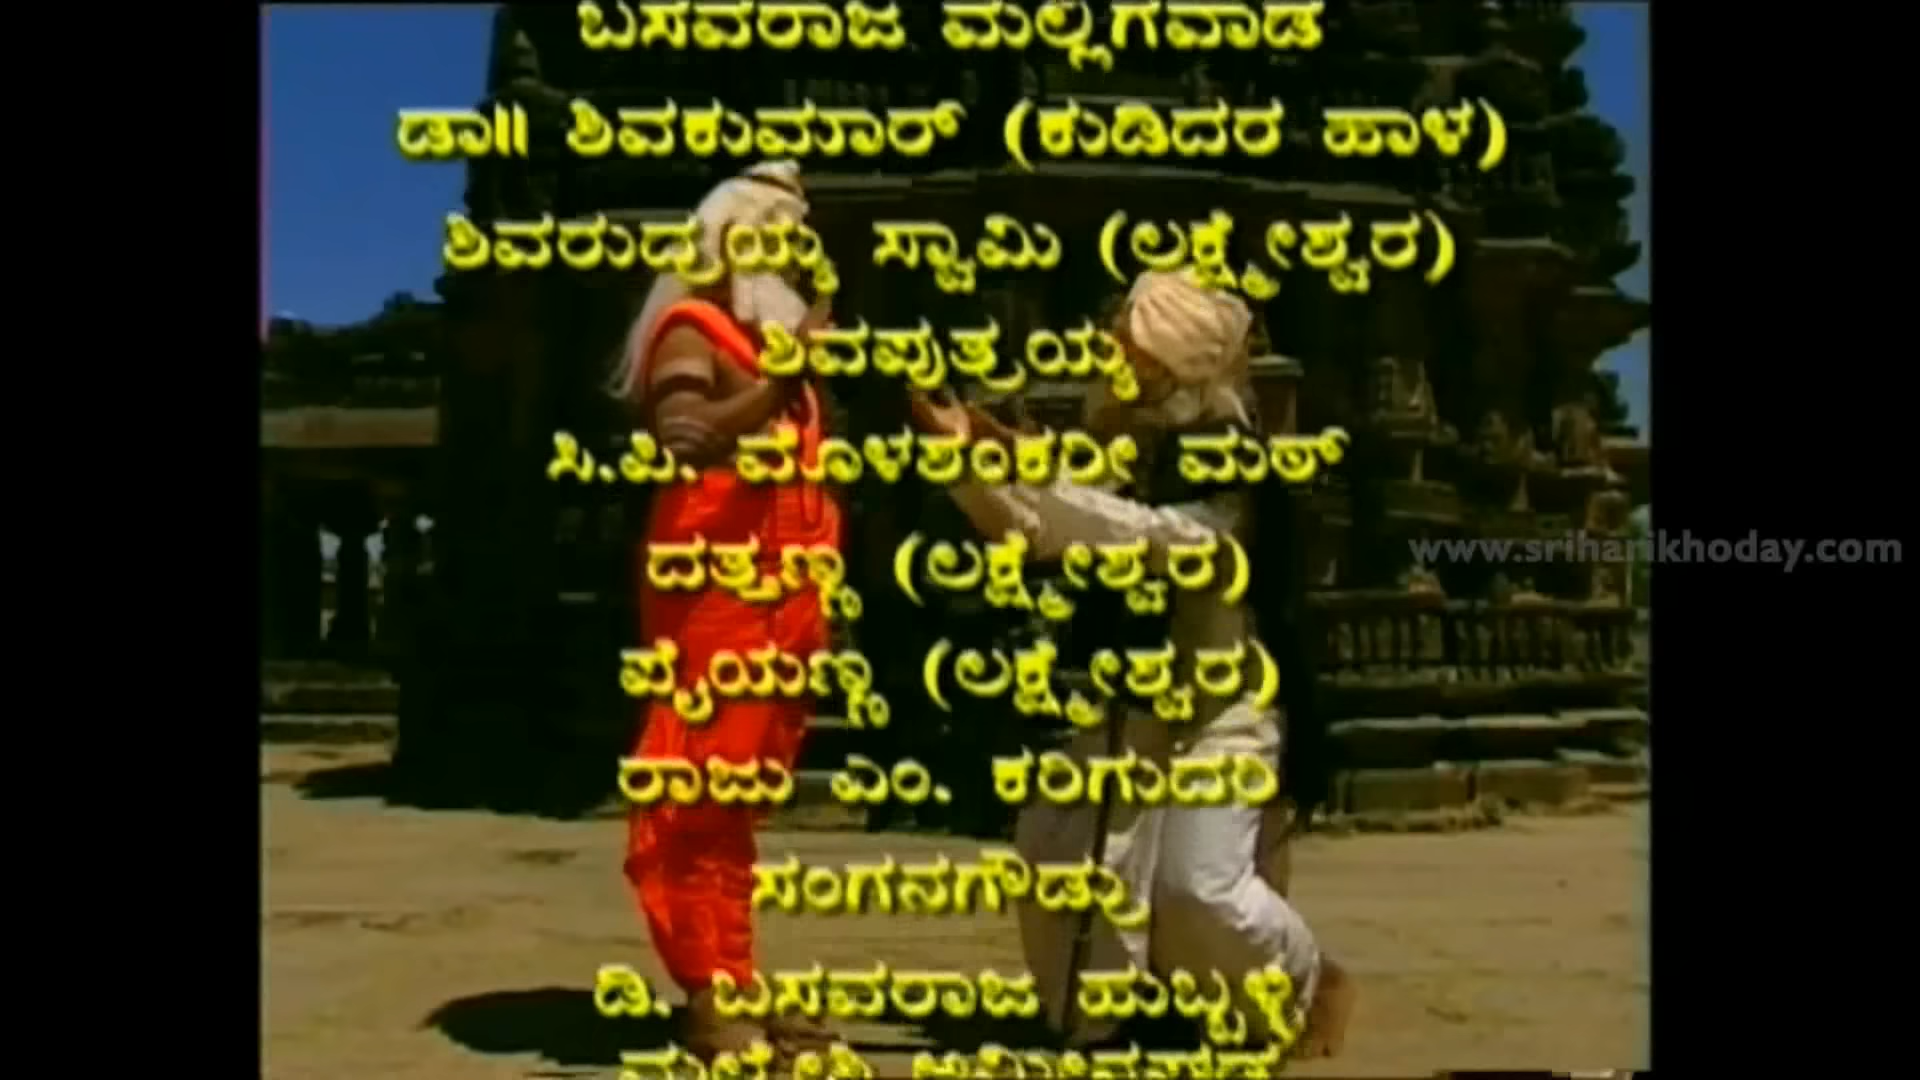 ಬಸವರಾಜ ಮಲ್ಲಿಗವಾಡ
ಡಾ|| ಶಿವಕುಮಾರ್ (ಕುಡಿದರ ಹಾಳ)
ಶಿವರುದ್ರಯ್ಯ ಸ್ವಾಮಿ (ಲಕ್ಷ್ಮೇಶ್ವರ)
ಶಿವಪುತ್ರಯ್ಯ
ಸಿ.ಪಿ. ಮೊಳಶಂಕರೀ ಮಠ್
ದತ್ತಣ್ಣ (ಲಕ್ಷ್ಮೇಶ್ವರ)
ಪೈಯಣ್ಣ (ಲಕ್ಷ್ಮೇಶ್ವರ)
www.sriharikhoday.com
ರಾಜು ಎಂ. ಕರಿಗುದರಿ
ಸಂಗನಗೌಡ್ರು
ಡಿ. ಬಸವರಾಜ ಹುಬ್ಬಳ್ಳಿ